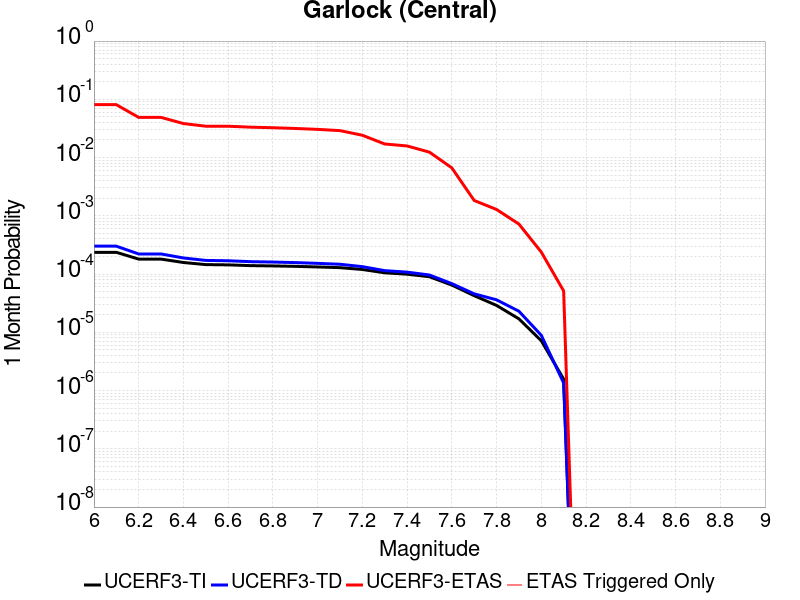 Garlock (Central)
1 Month Probability
10^0
10^-1
10^-2
10^-3
10^-4
10^-5
10^-6
10^-7
10^-8
6 6.2 6.4 6.6 6.8 7 7.2 7.4 7.6 7.8 8 8.2 8.4 8.6 8.8 9
Magnitude
UCERF3-TI UCERF3-TD UCERF3-ETAS ETAS Triggered Only